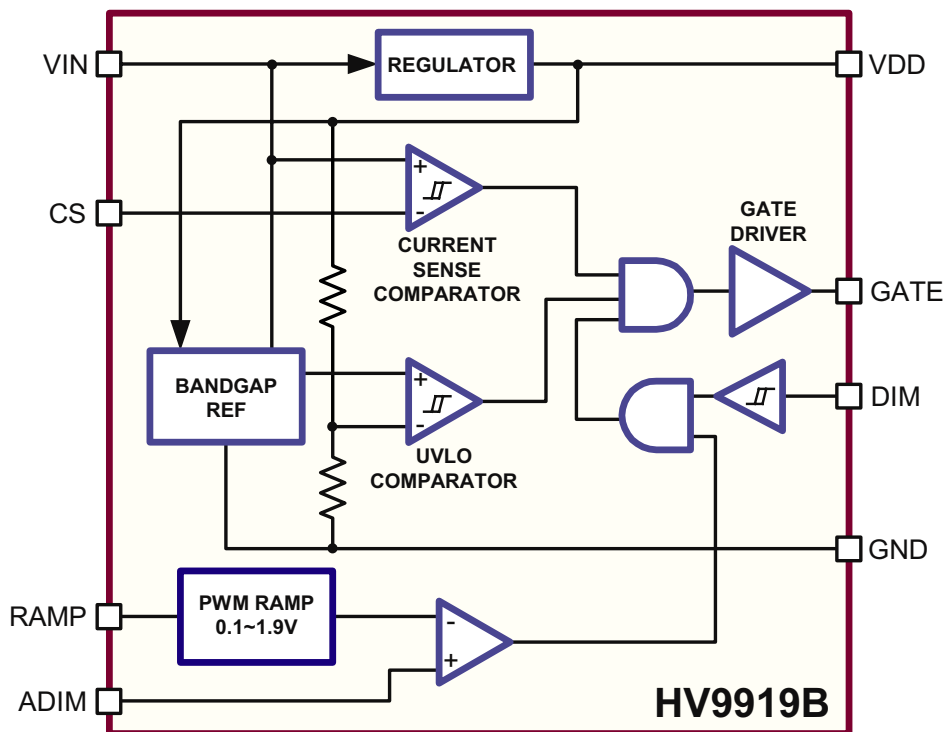 VIN
REGULATOR
VDD
+
-
CS
CURRENT
SENSE
COMPARATOR
GATE
DRIVER
GATE
BANDGAP
REF
+
-
UVLO
COMPARATOR
DIM
GND
RAMP
PWM RAMP
0.1~1.9V
-
+
ADIM
HV9919B